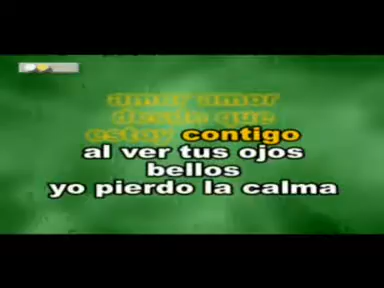 amor amor
desde que
estoy contigo
al ver tus ojos
bellos
yo pierdo la calma